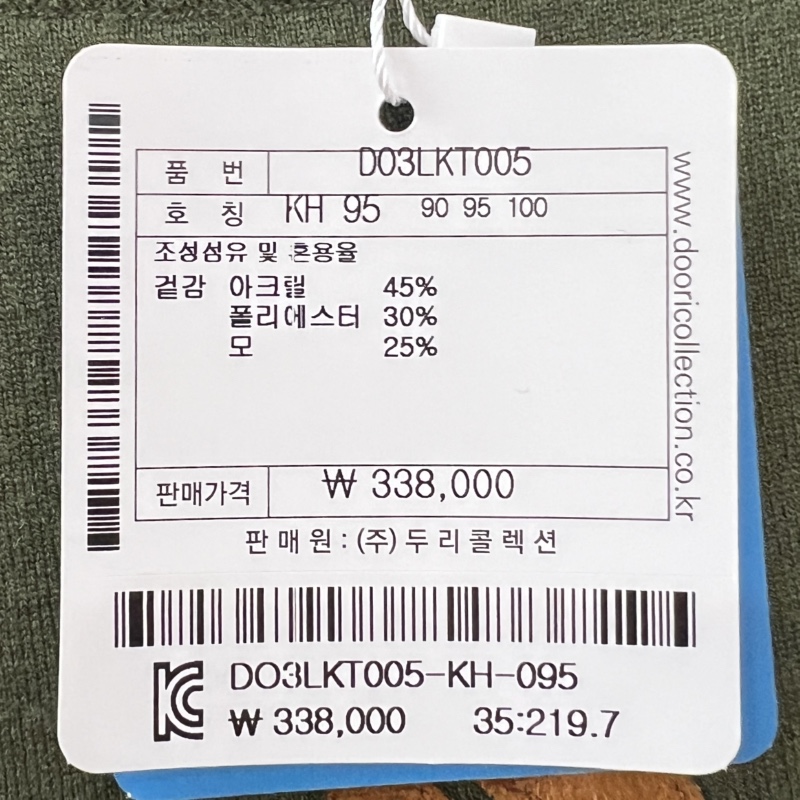 품 번 DO3LKT005
호 칭 KH 95 90 95 100
조성섬유 및 혼용율
겉감 아크릴 45%
폴리에스터 30%
모 25%
판매가격 ₩ 338,000
판매원 : (주)두리콜렉션
www.dooricollection.co.kr
DO3LKT005-KH-095
₩ 338,000 35:219.7